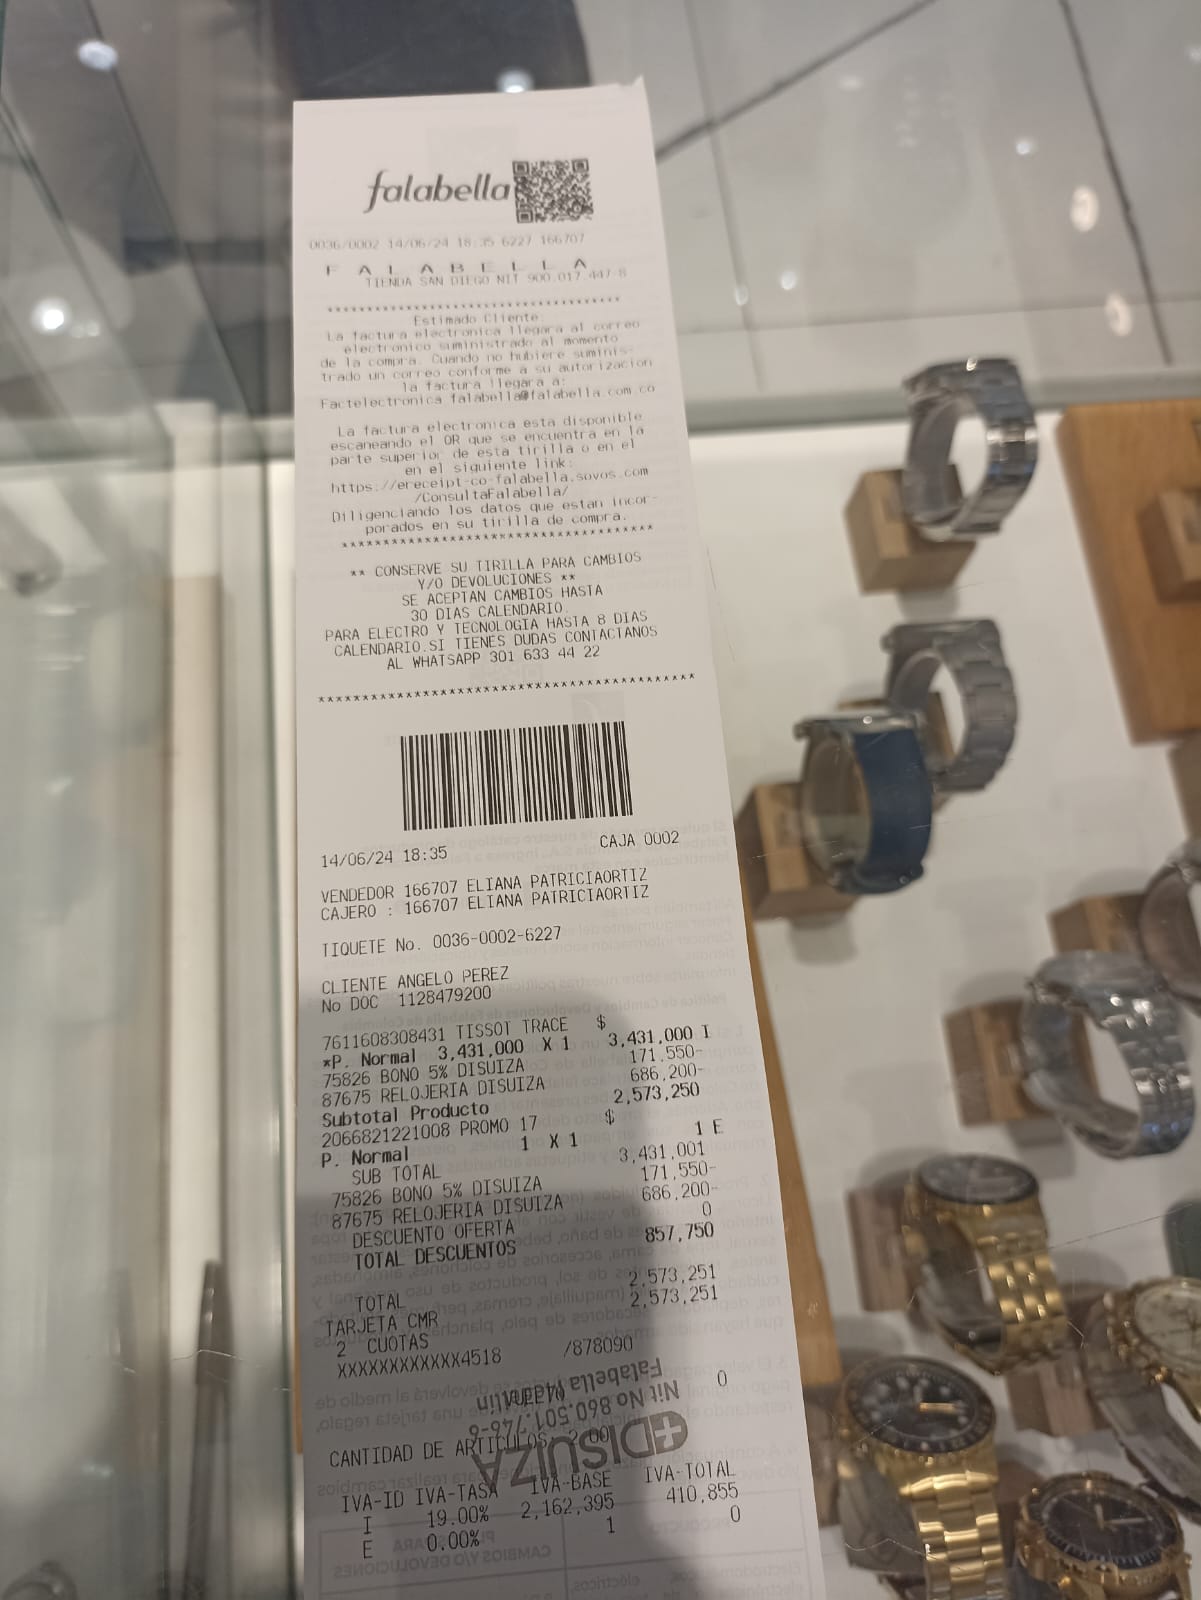 falabella
0036/0002 14/06/24 18:35 6227 166707
F A L A B E L L A
TIENDA SAN DIEGO NIT 900.017.447-8
************************************
Estimado Cliente:
La factura electronica llegara al correo
electronico suministrado al momento
de la compra. Cuando no hubiere suminis-
trado un correo conforme a su autorizacion
la factura llegara a:
Factelectronica falabella@falabella.com.co
La factura electronica esta disponible
escaneando el QR que se encuentra en la
parte superior de esta tirilla o en el
en el siguiente link:
https://ereceipt-co-falabella.sovos.com
/ConsultaFalabella/
Diligenciando los datos que estan incor-
porados en su tirilla de compra.
****************************************
** CONSERVE SU TIRILLA PARA CAMBIOS
Y/O DEVOLUCIONES **
SE ACEPTAN CAMBIOS HASTA
30 DIAS CALENDARIO.
PARA ELECTRO Y TECNOLOGIA HASTA 8 DIAS
CALENDARIO.SI TIENES DUDAS CONTACTANOS
AL WHATSAPP 301 633 44 22
******************************************
14/06/24 18:35 CAJA 0002
VENDEDOR 166707 ELIANA PATRICIAORTIZ
CAJERO : 166707 ELIANA PATRICIAORTIZ
TIQUETE No. 0036-0002-6227
CLIENTE ANGELO PEREZ
No DOC 1128479200
7611608308431 TISSOT TRACE $
*P. Normal 3,431,000 X 1 3,431,000 I
75826 BONO 5% DISUIZA 171,550-
87675 RELOJERIA DISUIZA 686,200-
Subtotal Producto 2,573,250
2066821221008 PROMO 17 $
P. Normal 1 X 1 1 E
SUB TOTAL 3,431,001
75826 BONO 5% DISUIZA 171,550-
87675 RELOJERIA DISUIZA 686,200-
DESCUENTO OFERTA 0
TOTAL DESCUENTOS 857,750
TOTAL 2,573,251
TARJETA CMR 2,573,251
2 CUOTAS
XXXXXXXXXXXX4518 /878090
0
CANTIDAD DE ARTICULOS 2.00
DISUIZA
Nit No 860.501.746-6
Falabella Medellin
IVA-ID IVA-TASA IVA-BASE IVA-TOTAL
I 19.00% 2,162,395 410,855
E 0.00% 1 0